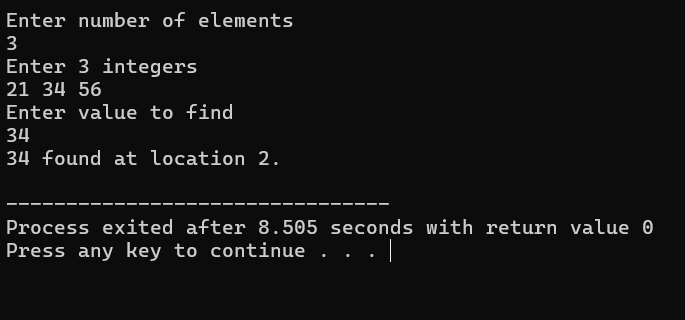 Enter number of elements
3
Enter 3 integers
21 34 56
Enter value to find
34
34 found at location 2.
--------------------------------
Process exited after 8.505 seconds with return value 0
Press any key to continue . . .